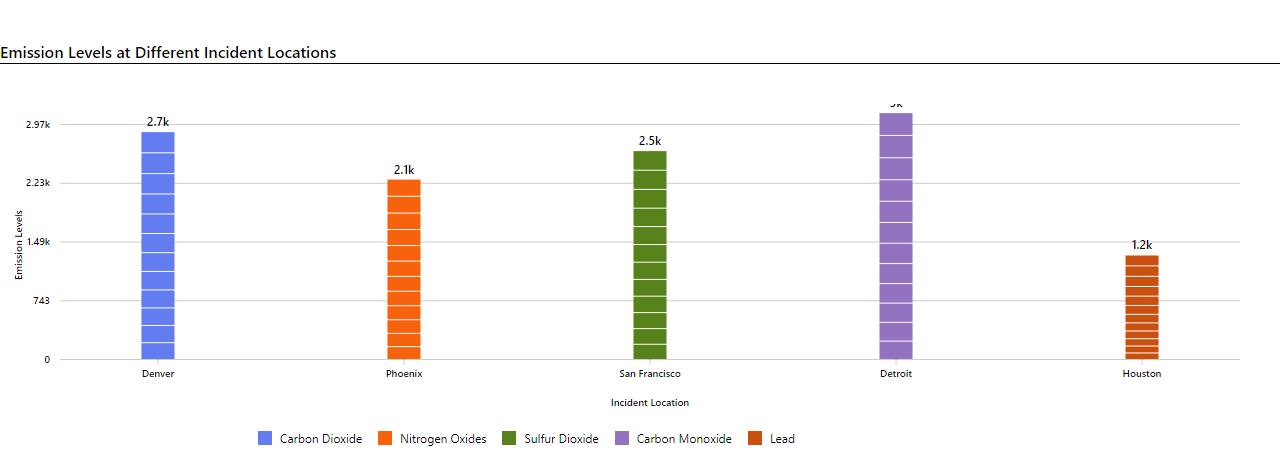 Emission Levels at Different Incident Locations
2.97k
2.23k
1.49k
743
0
Emission Levels
2.7k
2.1k
2.5k
1.2k
Denver
Phoenix
San Francisco
Detroit
Houston
Incident Location
Carbon Dioxide
Nitrogen Oxides
Sulfur Dioxide
Carbon Monoxide
Lead